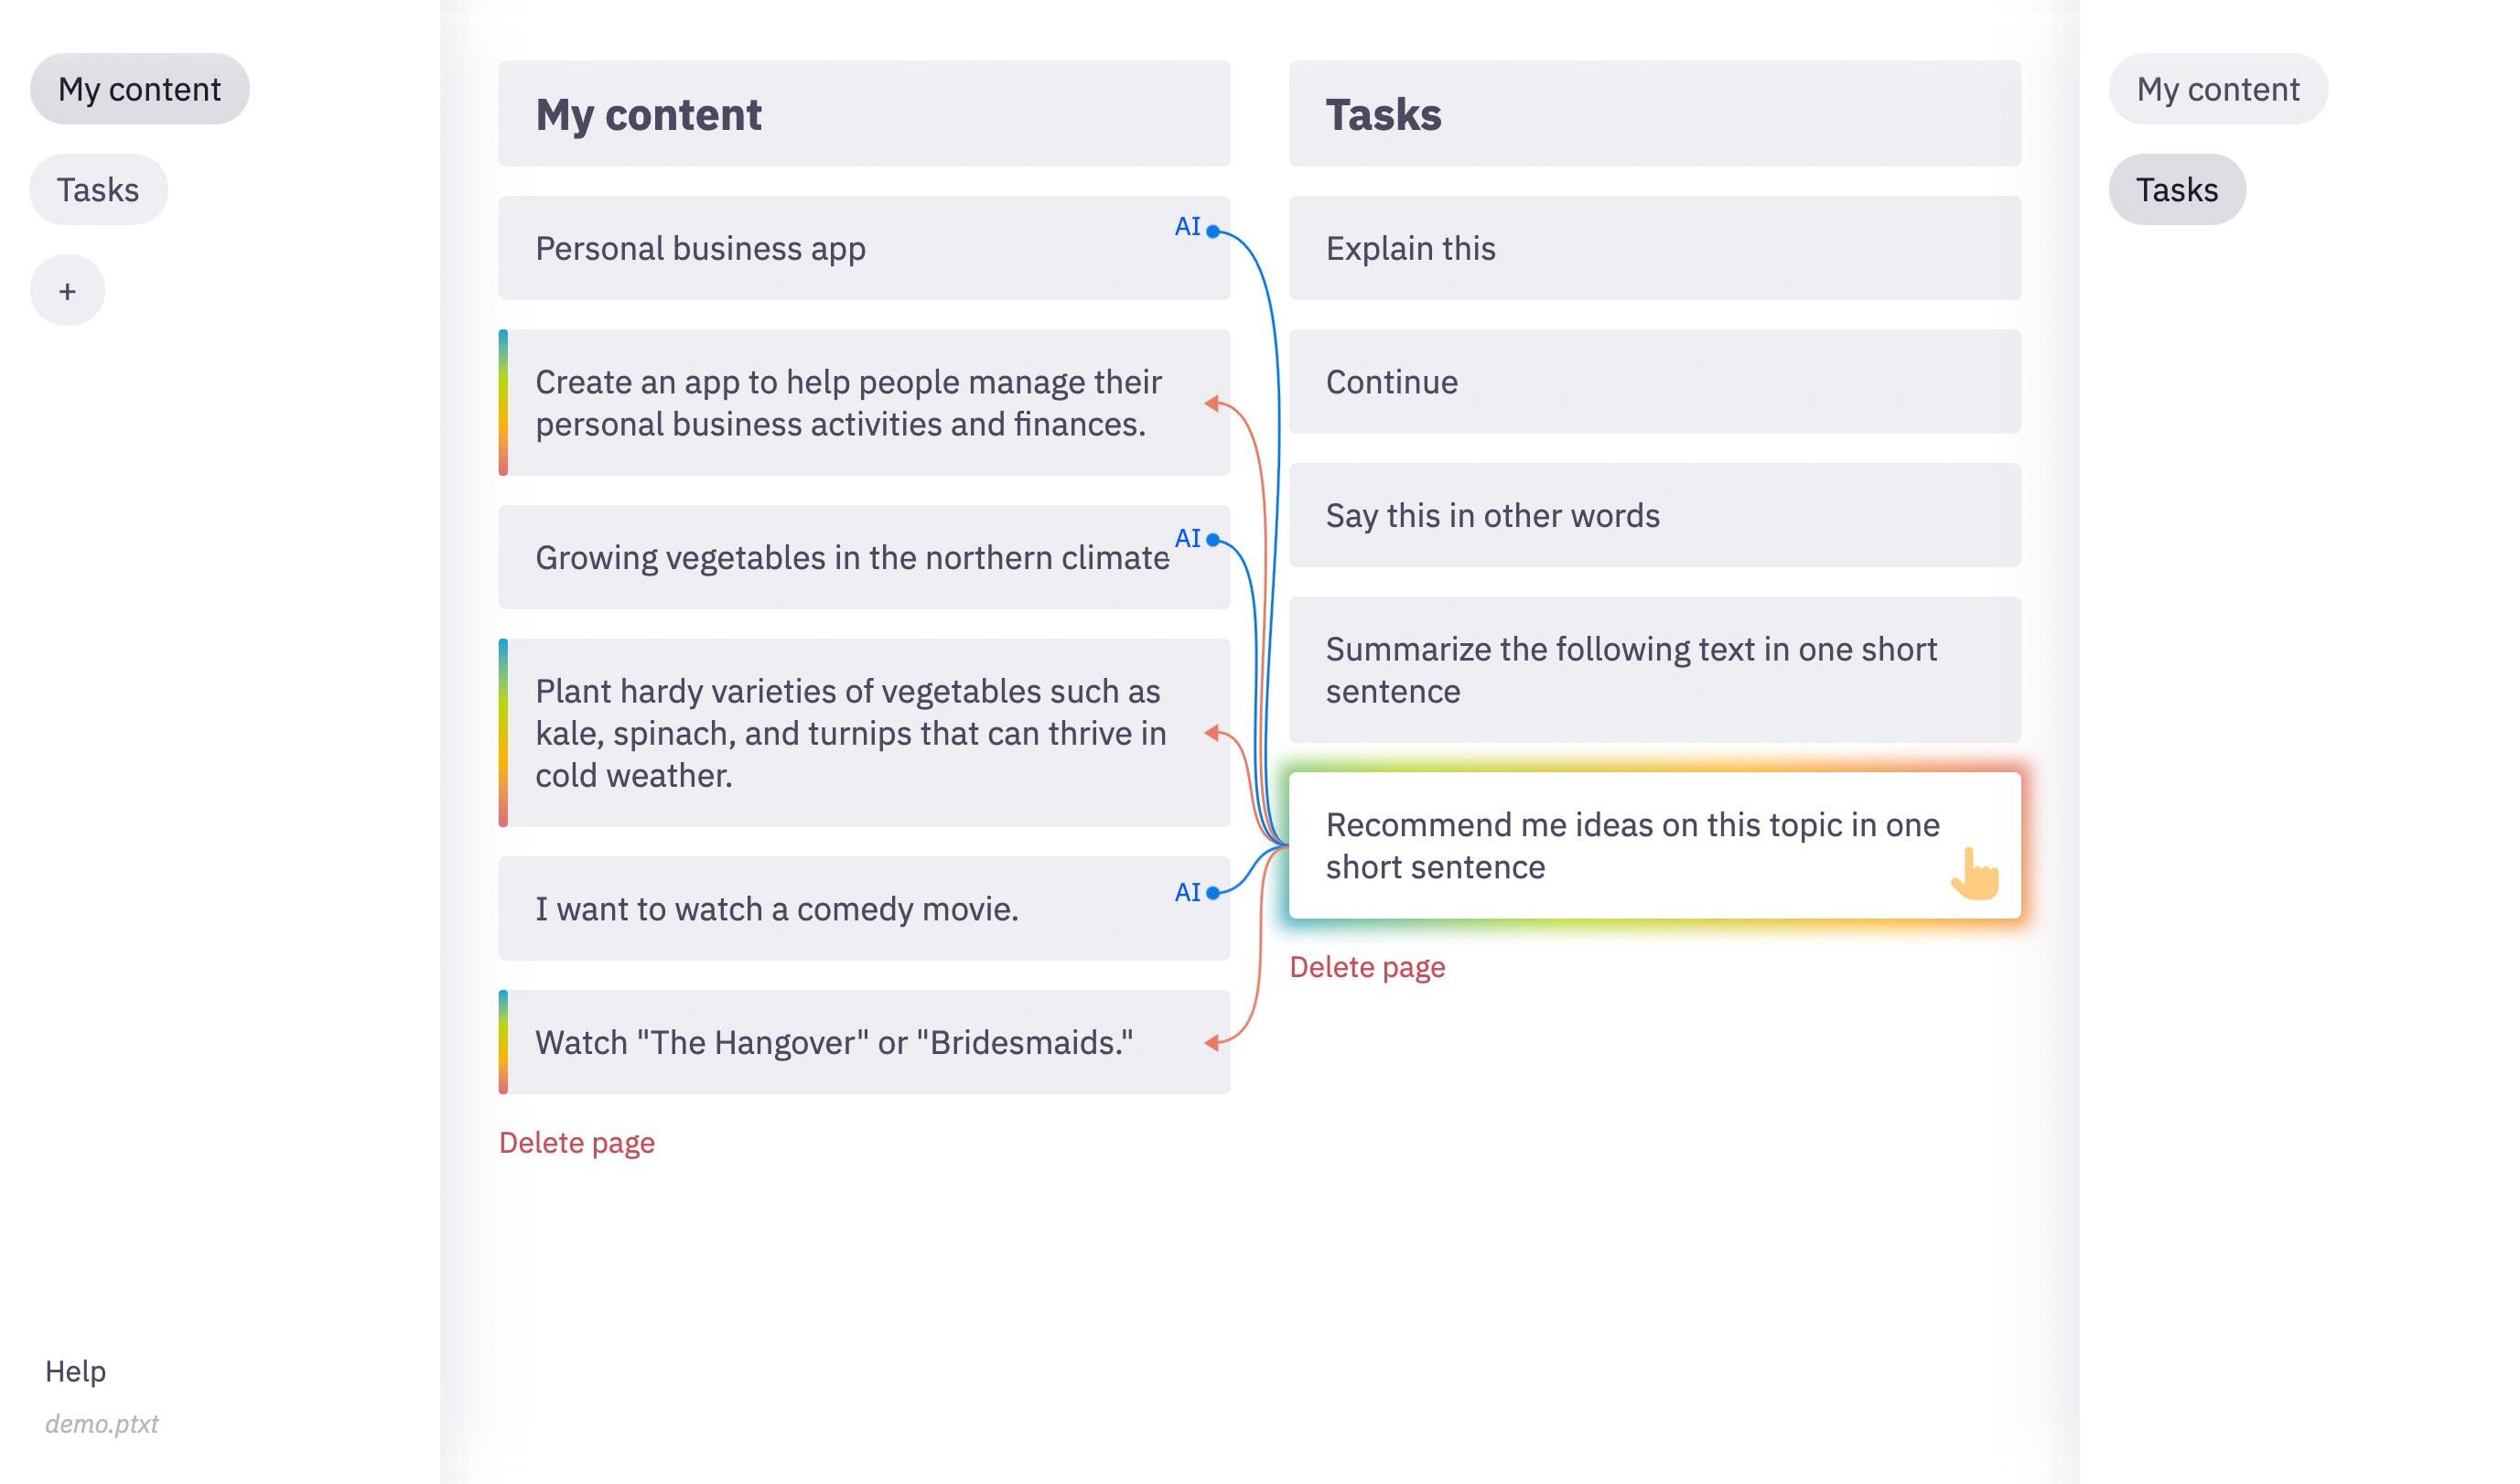 My content
Tasks
+
Help
demo.ptxt
My content
Personal business app
AI
Create an app to help people manage their
personal business activities and finances.
Growing vegetables in the northern climate
AI
Plant hardy varieties of vegetables such as
kale, spinach, and turnips that can thrive in
cold weather.
I want to watch a comedy movie.
AI
Watch "The Hangover" or "Bridesmaids."
Delete page
Tasks
Explain this
Continue
Say this in other words
Summarize the following text in one short
sentence
Recommend me ideas on this topic in one
short sentence
Delete page
My content
Tasks